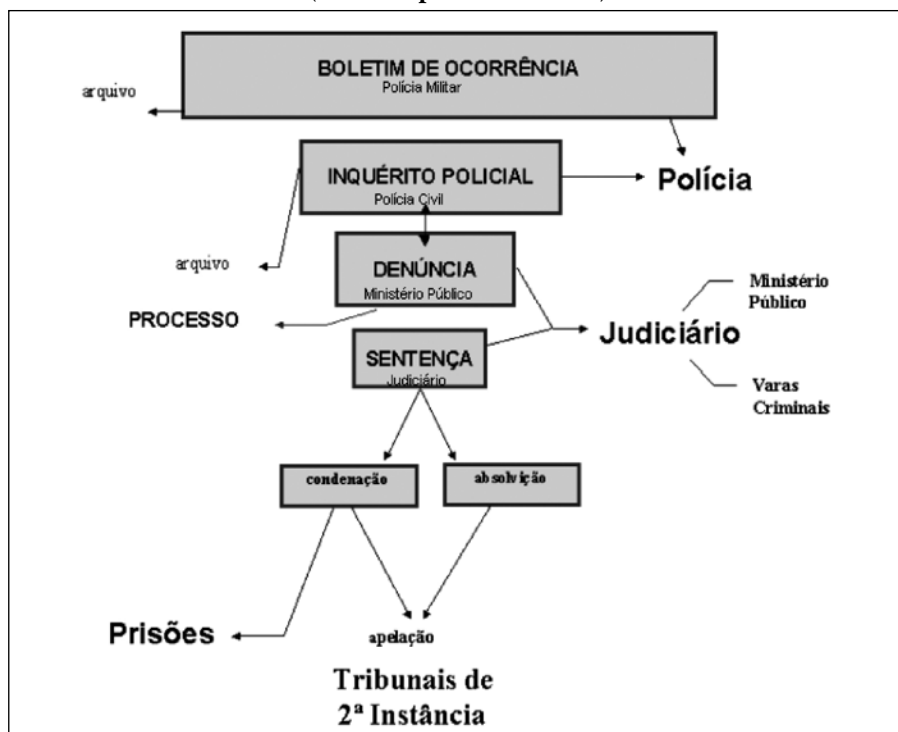 BOLETIM DE OCORRÊNCIA
Polícia Militar
arquivo
INQUÉRITO POLICIAL
Polícia Civil
Polícia
arquivo
DENÚNCIA
Ministério Público
PROCESSO
Ministério
Público
Judiciário
SENTENÇA
Judiciário
Varas
Criminais
condenação
absolvição
Prisões
apelação
Tribunais de
2ª Instância